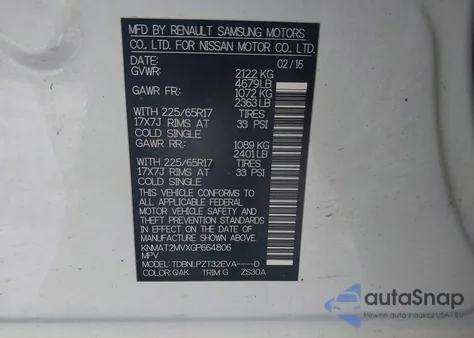 MFD BY RENAULT SAMSUNG MOTORS
CO., LTD. FOR NISSAN MOTOR CO., LTD.
DATE: 02/16
GVWR: 2122 KG
4679 LB
GAWR FR: 1072 KG
2363 LB
WITH 225/65R17 TIRES
17X7J RIMS AT 33 PSI
COLD SINGLE
GAWR RR: 1089 KG
2401 LB
WITH 225/65R17 TIRES
17X7J RIMS AT 33 PSI
COLD SINGLE
THIS VEHICLE CONFORMS TO
ALL APPLICABLE FEDERAL
MOTOR VEHICLE SAFETY
STANDARDS IN EFFECT ON
THE DATE OF MANUFACTURE
SHOWN ABOVE.
KNMAT2MVXGP664806
MPV
MODEL: TDBNLPZT32EVA----D
COLOR: QAK TRIM: G ZS30A
autoSnap
Pewne auta z USA i EU